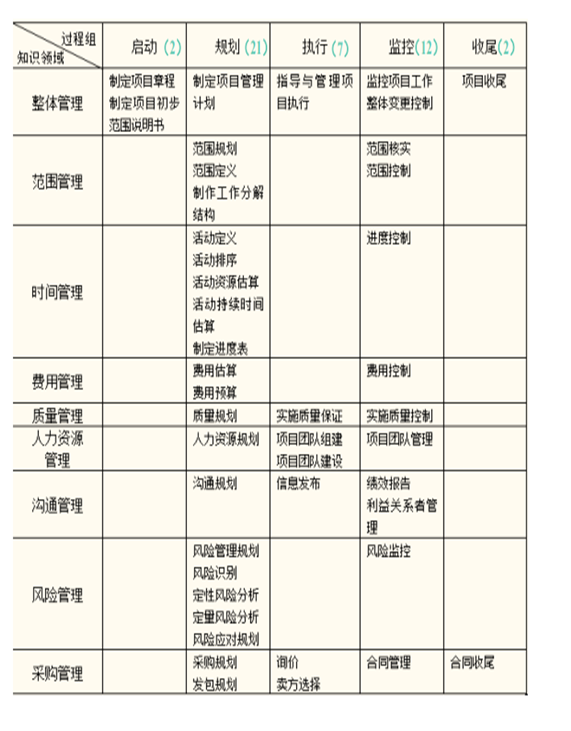 过程组
知识领域
启动 (2)
规划 (21)
执行 (7)
监控(12)
收尾(2)
整体管理
制定项目章程
制定项目初步
范围说明书
制定项目管理
计划
指导与管理项
目执行
监控项目工作
整体变更控制
项目收尾
范围管理
范围规划
范围定义
制作工作分解
结构
范围核实
范围控制
时间管理
活动定义
活动排序
活动资源估算
活动持续时间
估算
制定进度表
进度控制
费用管理
费用估算
费用预算
费用控制
质量管理
质量规划
实施质量保证
实施质量控制
人力资源
管理
人力资源规划
项目团队组建
项目团队建设
项目团队管理
沟通管理
沟通规划
信息发布
绩效报告
利益关系者管
理
风险管理
风险管理规划
风险识别
定性风险分析
定量风险分析
风险应对规划
风险监控
采购管理
采购规划
发包规划
询价
卖方选择
合同管理
合同收尾